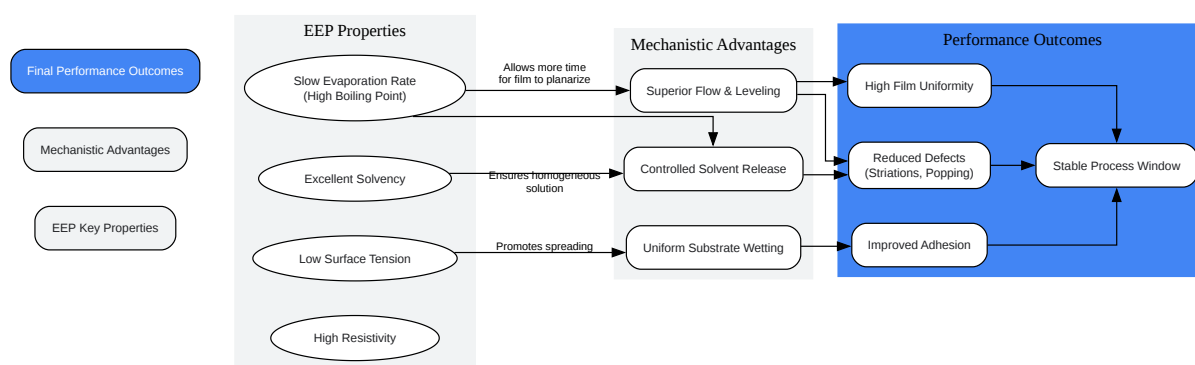 Final Performance Outcomes
Mechanistic Advantages
EEP Key Properties
EEP Properties
Slow Evaporation Rate
(High Boiling Point)
Excellent Solvency
Low Surface Tension
High Resistivity
Allows more time
for film to planarize
Ensures homogeneous
solution
Promotes spreading
Mechanistic Advantages
Superior Flow & Leveling
Controlled Solvent Release
Uniform Substrate Wetting
Performance Outcomes
High Film Uniformity
Reduced Defects
(Striations, Popping)
Improved Adhesion
Stable Process Window